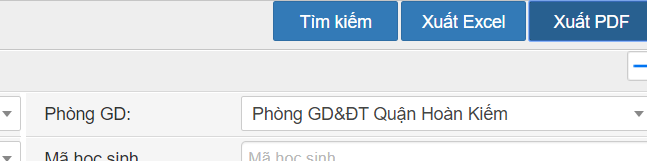 Tìm kiếm Xuất Excel Xuất PDF
Phòng GD: Phòng GD&ĐT Quận Hoàn Kiếm
Mã học sinh Mã học sinh